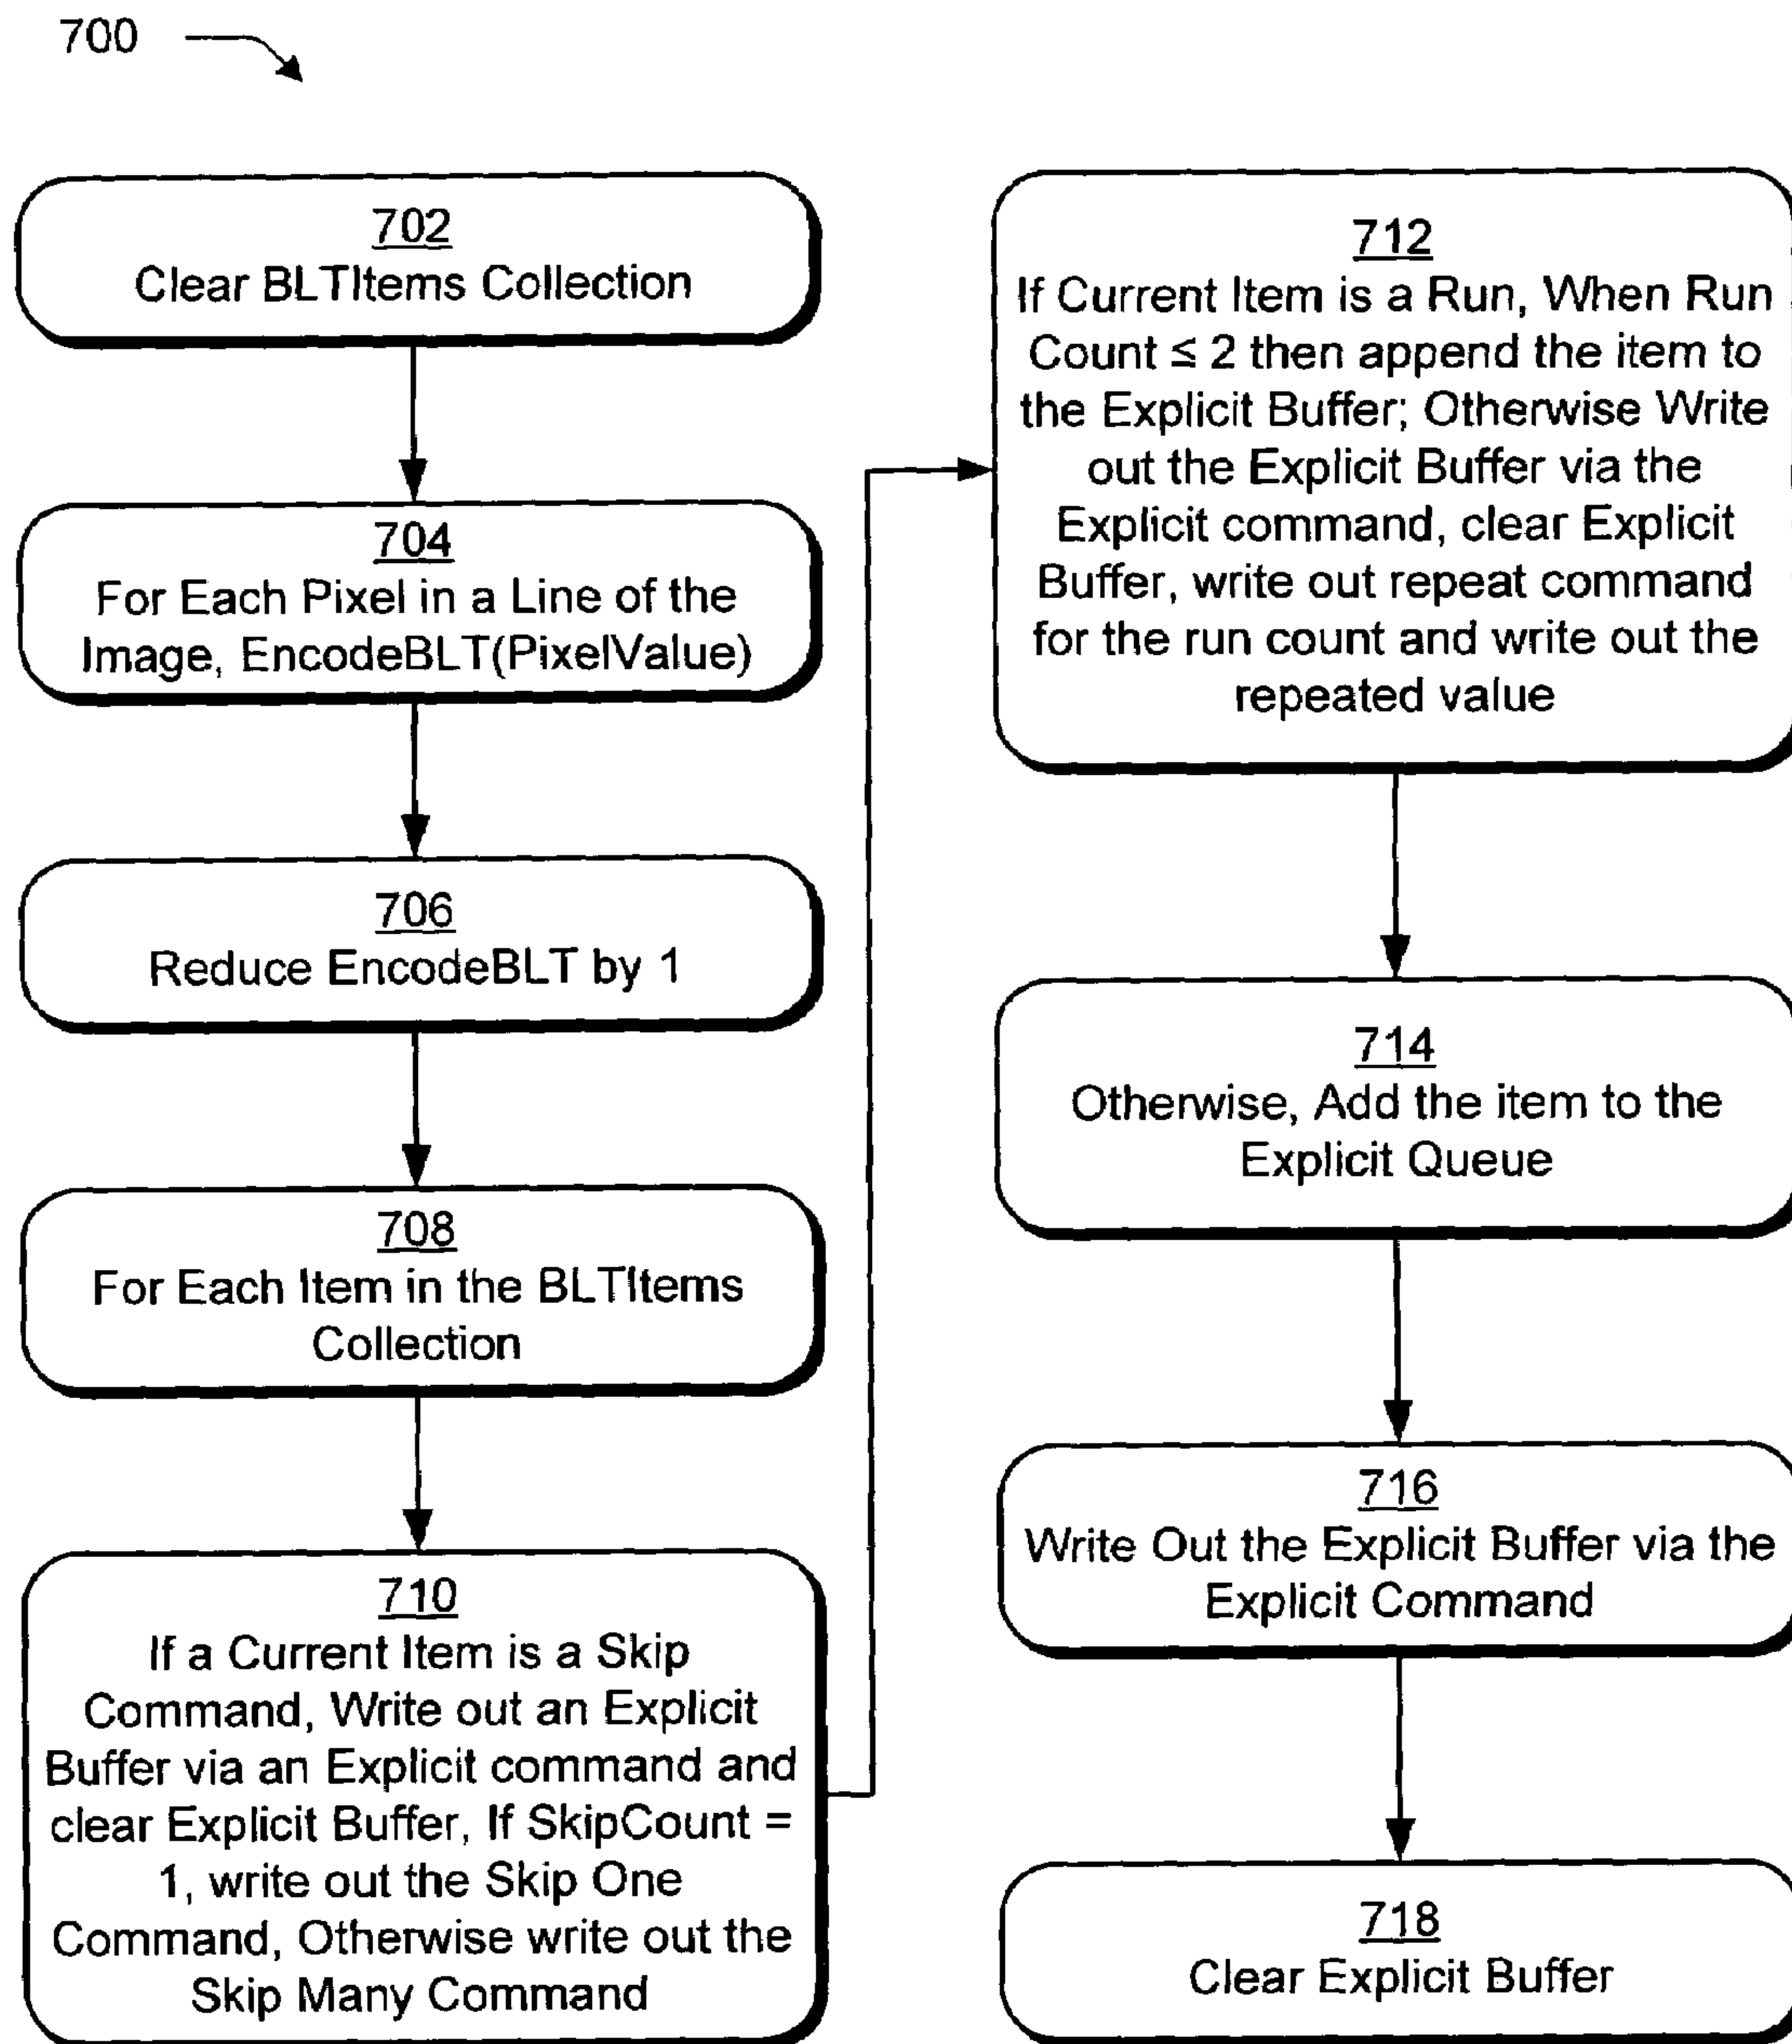 700
702
Clear BLTItems Collection
704
For Each Pixel in a Line of the
Image, EncodeBLT(PixelValue)
706
Reduce EncodeBLT by 1
708
For Each Item in the BLTItems
Collection
710
If a Current Item is a Skip
Command, Write out an Explicit
Buffer via an Explicit command and
clear Explicit Buffer, If SkipCount =
1, write out the Skip One
Command, Otherwise write out the
Skip Many Command
712
If Current Item is a Run, When Run
Count ≤ 2 then append the item to
the Explicit Buffer; Otherwise Write
out the Explicit Buffer via the
Explicit command, clear Explicit
Buffer, write out repeat command
for the run count and write out the
repeated value
714
Otherwise, Add the item to the
Explicit Queue
716
Write Out the Explicit Buffer via the
Explicit Command
718
Clear Explicit Buffer